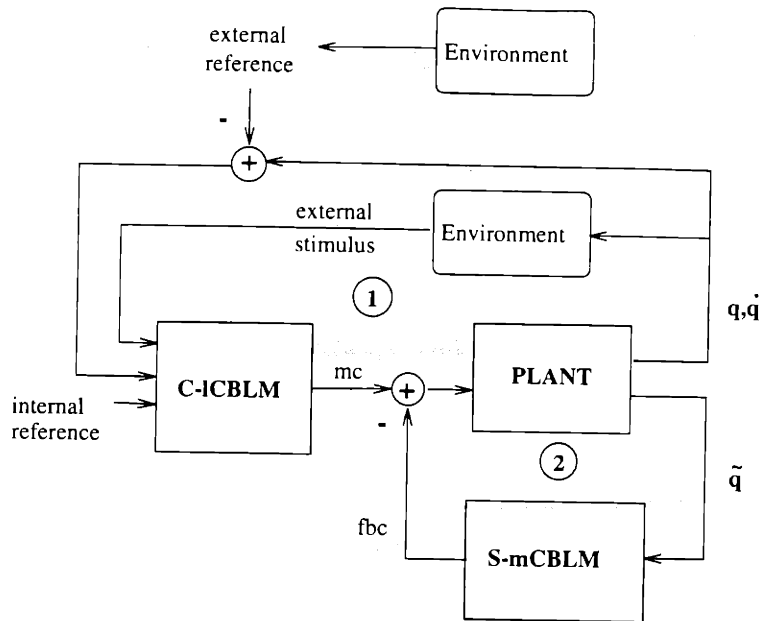 external
reference
Environment
-
+
external
stimulus
Environment
1
q,q̇
C-lCBLM
mc
+
-
PLANT
internal
reference
2
q̃
fbc
S-mCBLM